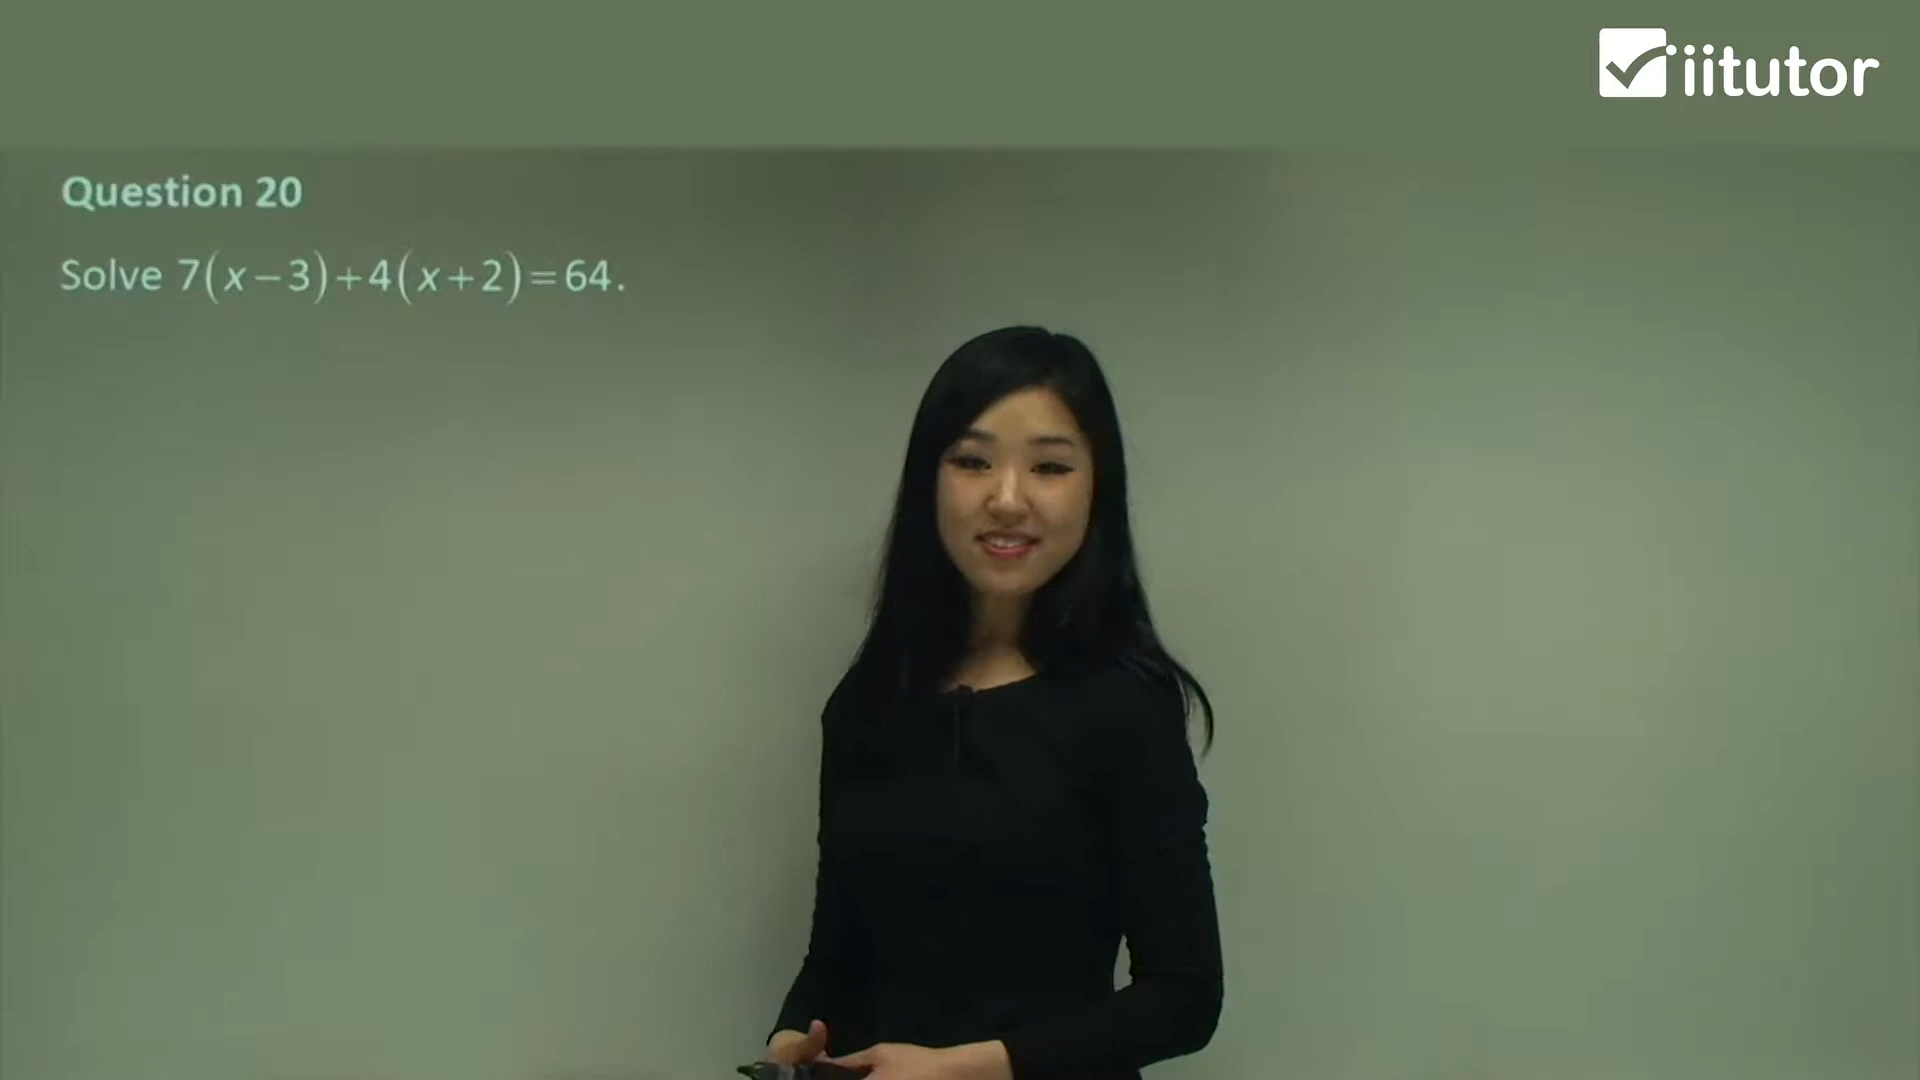 iitutor
Question 20
Solve 7(x−3)+4(x+2)=64.